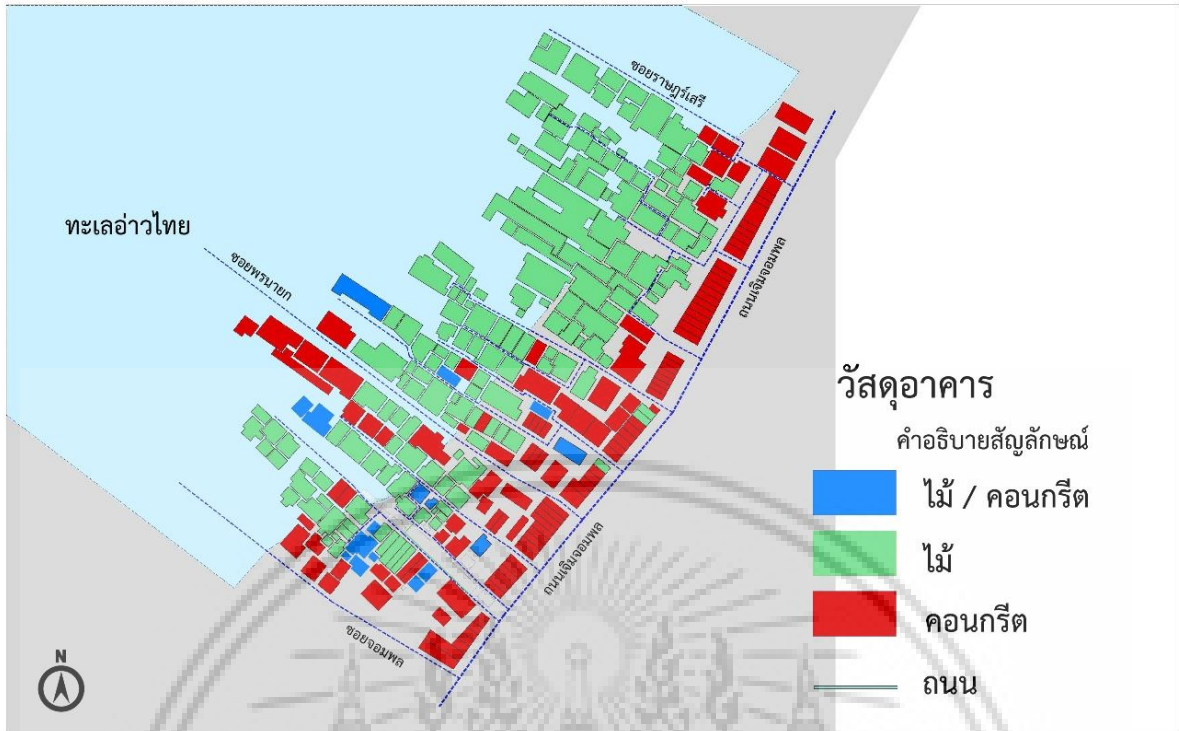 ซอยราษฎร์เสรี
ทะเลอ่าวไทย
ซอยพรนายก
ถนนเจิมจอมพล
วัสดุอาคาร
คำอธิบายสัญลักษณ์
ไม้ / คอนกรีต
ไม้
คอนกรีต
ถนน
ถนนเจิมจอมพล
ซอยจอมพล
N